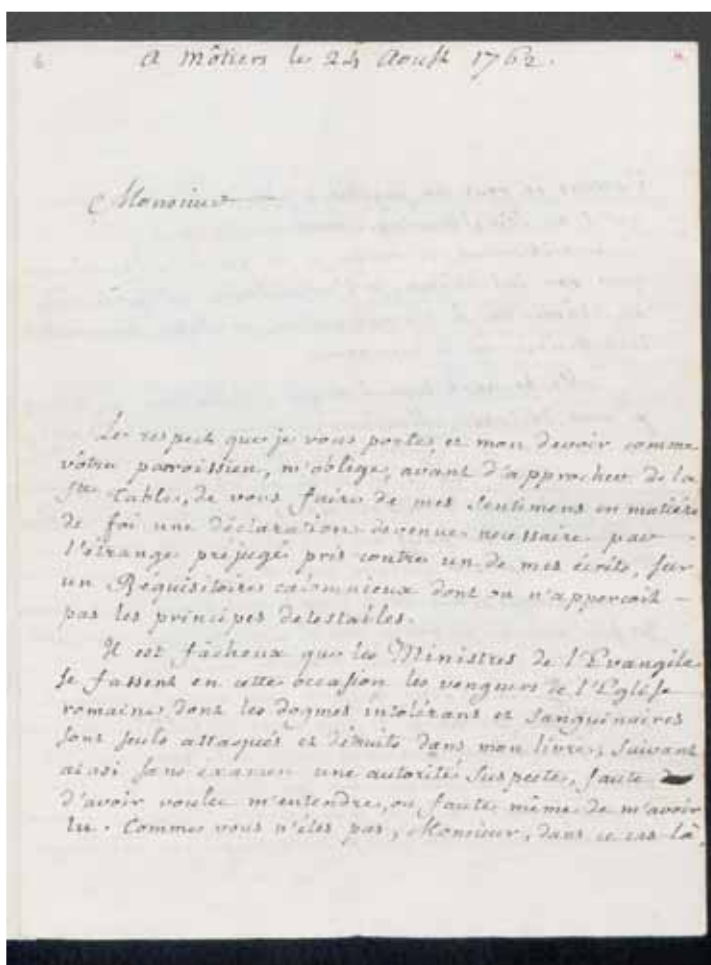 A Môtiers le 24 Aoust 1762.
Monsieur
Le respect que je vous porte, et mon devoir comme
vôtre paroissien, m'oblige, avant d'approcher de la
Ste. Table, de vous faire de mes sentimens en matiére
de foi une déclaration devenue necessaire par
l'étrange préjugé pris contre un de mes écrits, sur
un Requisitoire calomnieux dont on n'apperçoit
pas les principes detestables.
Il est fâcheux que les Ministres de l'Evangile
se fassent en cette occasion les vengeurs de l'Eglise
romaine, dont les dogmes intolérans et sanguinaires
sont seuls attaqués et détruits dans mon livre; suivant
ainsi sans éxamen une autorité suspecte, faute
d'avoir voulu m'entendre, ou faute même de m'avoir
lu. Comme vous n'étes pas, Monsieur, dans ce cas là,